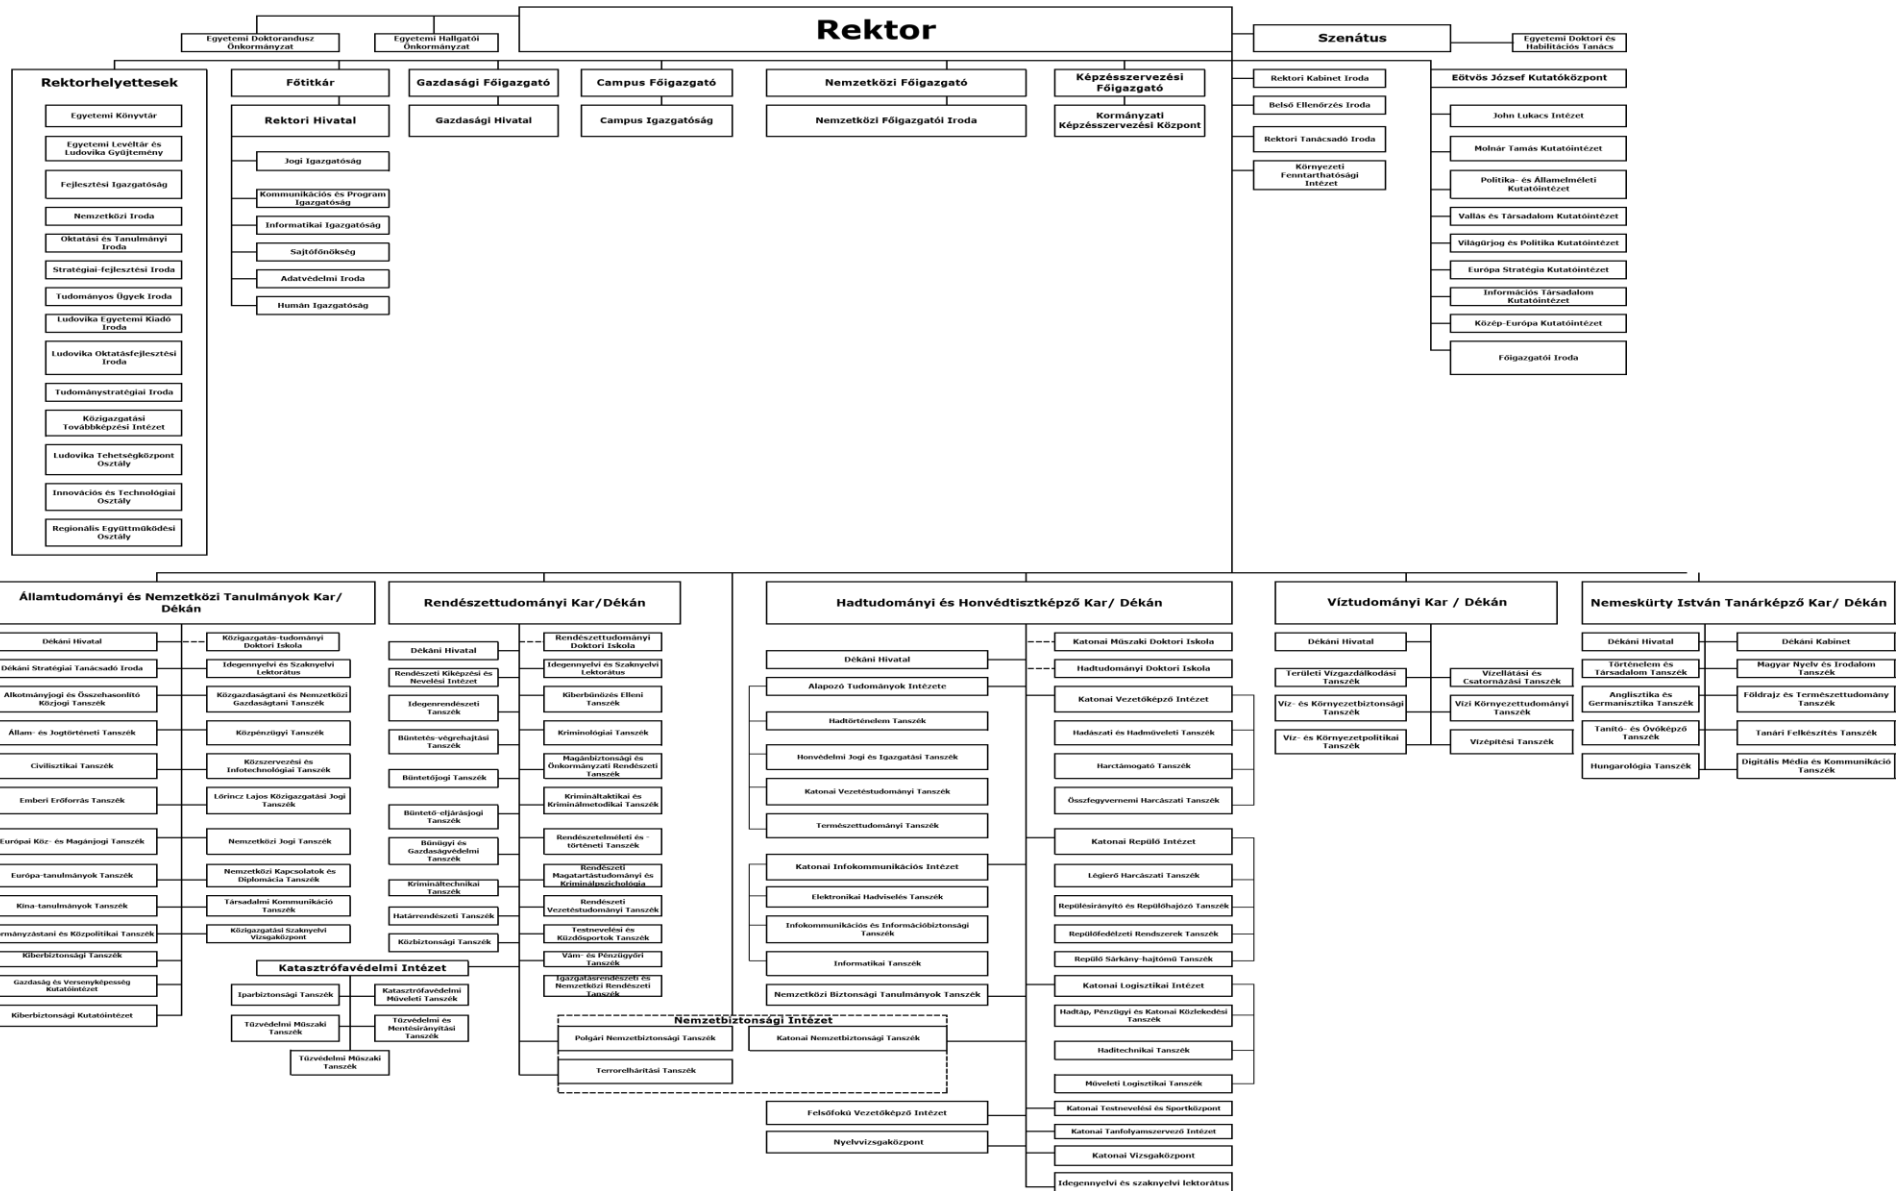 Rektor
Egyetemi Doktorandusz
Önkormányzat
Egyetemi Hallgatói
Önkormányzat
Szenátus
Egyetemi Doktori és
Habilitációs Tanács
Rektorhelyettesek
Egyetemi Könyvtár
Egyetemi Levéltár és
Ludovika Gyűjtemény
Fejlesztési Igazgatóság
Nemzetközi Iroda
Oktatási és Tanulmányi
Iroda
Stratégiai-fejlesztési Iroda
Tudományos Ügyek Iroda
Ludovika Egyetemi Kiadó
Iroda
Ludovika Oktatásfejlesztési
Iroda
Tudománystratégiai Iroda
Közigazgatási
Továbbképzési Intézet
Ludovika Tehetségközpont
Osztály
Innovációs és Technológiai
Osztály
Regionális Együttműködési
Osztály
Főtitkár
Rektori Hivatal
Jogi Igazgatóság
Kommunikációs és Program
Igazgatóság
Informatikai Igazgatóság
Sajtófőnökség
Adatvédelmi Iroda
Humán Igazgatóság
Gazdasági Főigazgató
Gazdasági Hivatal
Campus Főigazgató
Campus Igazgatóság
Nemzetközi Főigazgató
Nemzetközi Főigazgatói Iroda
Képzésszervezési
Főigazgató
Kormányzati
Képzésszervezési Központ
Rektori Kabinet Iroda
Belső Ellenőrzés Iroda
Rektori Tanácsadó Iroda
Környezeti
Fenntarthatósági
Intézet
Eötvös József Kutatóközpont
John Lukacs Intézet
Molnár Tamás Kutatóintézet
Politika- és Államelméleti
Kutatóintézet
Vallás és Társadalom Kutatóintézet
Világűrjog és Politika Kutatóintézet
Európa Stratégia Kutatóintézet
Információs Társadalom
Kutatóintézet
Közép-Európa Kutatóintézet
Főigazgatói Iroda
Államtudományi és Nemzetközi Tanulmányok Kar/
Dékán
Dékáni Hivatal
Dékáni Stratégiai Tanácsadó Iroda
Alkotmányjogi és Összehasonlító
Közjogi Tanszék
Állam- és Jogtörténeti Tanszék
Civilisztikai Tanszék
Emberi Erőforrás Tanszék
Európai Köz- és Magánjogi Tanszék
Európa-tanulmányok Tanszék
Kína-tanulmányok Tanszék
ormányzástani és Közpolitikai Tanszék
Kiberbiztonsági Tanszék
Gazdaság és Versenyképesség
Kutatóintézet
Kiberbiztonsági Kutatóintézet
Közigazgatás-tudományi
Doktori Iskola
Idegennyelvi és Szaknyelvi
Lektorátus
Közgazdaságtani és Nemzetközi
Gazdaságtani Tanszék
Közpénzügyi Tanszék
Közszervezési és
Infotechnológiai Tanszék
Lőrincz Lajos Közigazgatási Jogi
Tanszék
Nemzetközi Jogi Tanszék
Nemzetközi Kapcsolatok és
Diplomácia Tanszék
Társadalmi Kommunikáció
Tanszék
Közigazgatási Szaknyelvi
Vizsgaközpont
Rendészettudományi Kar/Dékán
Dékáni Hivatal
Rendészeti Kiképzési és
Nevelési Intézet
Idegenrendészeti
Tanszék
Büntetés-végrehajtási
Tanszék
Büntetőjogi Tanszék
Büntető-eljárásjogi
Tanszék
Bűnügyi és
Gazdaságvédelmi
Tanszék
Krimináltechnikai
Tanszék
Határrendészeti Tanszék
Közbiztonsági Tanszék
Rendészettudományi
Doktori Iskola
Idegennyelvi és Szaknyelvi
Lektorátus
Kiberbűnözés Elleni
Tanszék
Kriminológiai Tanszék
Magánbiztonsági és
Önkormányzati Rendészeti
Tanszék
Krimináltaktikai és
Kriminálmetodikai Tanszék
Rendészetelméleti és -
történeti Tanszék
Rendészeti
Magatartástudományi és
Kriminálpszichológia
Rendészeti
Vezetéstudományi Tanszék
Testnevelési és
Küzdősportok Tanszék
Vám- és Pénzügyőri
Tanszék
Igazgatásrendészeti és
Nemzetközi Rendészeti
Tanszék
Katasztrófavédelmi Intézet
Iparbiztonsági Tanszék
Katasztrófavédelmi
Műveleti Tanszék
Tűzvédelmi Műszaki
Tanszék
Tűzvédelmi és
Mentésirányítási
Tanszék
Tűzvédelmi Műszaki
Tanszék
Nemzetbiztonsági Intézet
Polgári Nemzetbiztonsági Tanszék
Katonai Nemzetbiztonsági Tanszék
Terrorelhárítási Tanszék
Hadtudományi és Honvédtisztképző Kar/ Dékán
Dékáni Hivatal
Alapozó Tudományok Intézete
Hadtörténelem Tanszék
Honvédelmi Jogi és Igazgatási Tanszék
Katonai Vezetéstudományi Tanszék
Természettudományi Tanszék
Katonai Infokommunikációs Intézet
Elektronikai Hadviselés Tanszék
Infokommunikációs és Információbiztonsági
Tanszék
Informatikai Tanszék
Nemzetközi Biztonsági Tanulmányok Tanszék
Felsőfokú Vezetőképző Intézet
Nyelvvizsgaközpont
Katonai Műszaki Doktori Iskola
Hadtudományi Doktori Iskola
Katonai Vezetőképző Intézet
Hadászati és Hadműveleti Tanszék
Harctámogató Tanszék
Összfegyvernemi Harcászati Tanszék
Katonai Repülő Intézet
Légierő Harcászati Tanszék
Repülésirányító és Repülőhajózó Tanszék
Repülőfedélzeti Rendszerek Tanszék
Repülő Sárkány-hajtómű Tanszék
Katonai Logisztikai Intézet
Hadtáp, Pénzügyi és Katonai Közlekedési
Tanszék
Haditechnikai Tanszék
Műveleti Logisztikai Tanszék
Katonai Testnevelési és Sportközpont
Katonai Tanfolyamszervező Intézet
Katonai Vizsgaközpont
Idegennyelvi és szaknyelvi lektorátus
Víztudományi Kar / Dékán
Dékáni Hivatal
Területi Vízgazdálkodási
Tanszék
Víz- és Környezetbiztonsági
Tanszék
Víz- és Környezetpolitikai
Tanszék
Vízellátási és
Csatornázási Tanszék
Vízi Környezettudományi
Tanszék
Vízépítési Tanszék
Nemeskürty István Tanárképző Kar/ Dékán
Dékáni Hivatal
Történelem és
Társadalom Tanszék
Anglisztika és
Germanisztika Tanszék
Tanító- és Óvóképző
Tanszék
Hungarológia Tanszék
Dékáni Kabinet
Magyar Nyelv és Irodalom
Tanszék
Földrajz és Természettudomány
Tanszék
Tanári Felkészítés Tanszék
Digitális Média és Kommunikáció
Tanszék